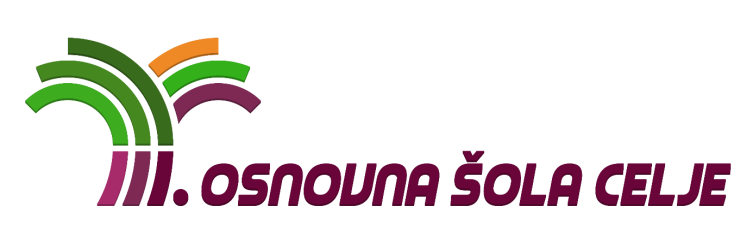 III. OSNOVNA ŠOLA CELJE